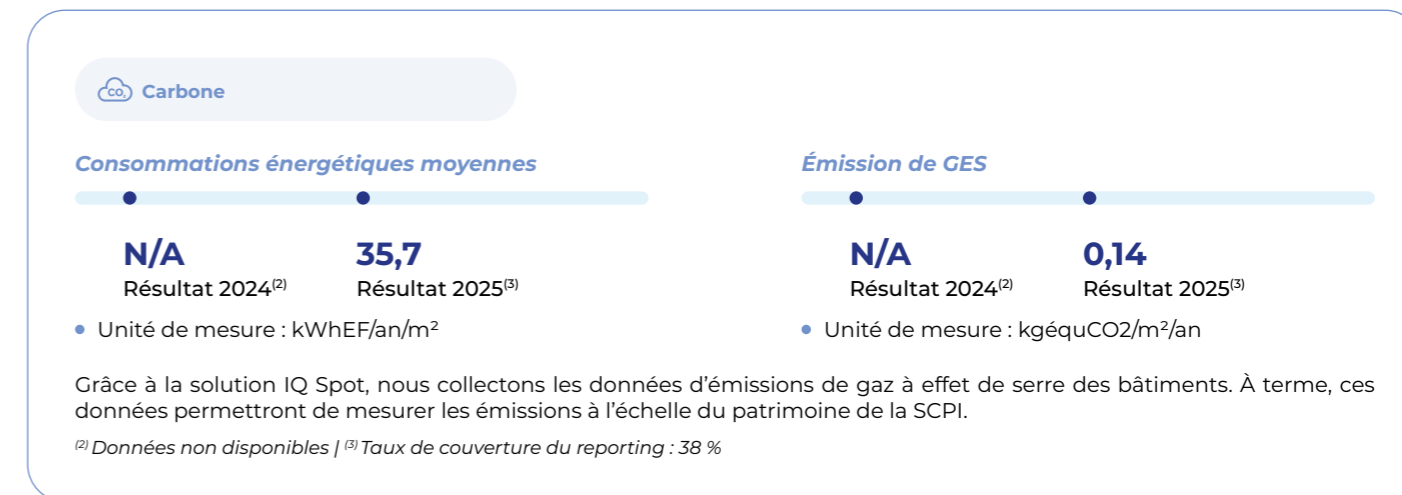 CO₂ Carbone
Consommations énergétiques moyennes
Émission de GES
N/A
35,7
Résultat 2024⁽²⁾
Résultat 2025⁽³⁾
N/A
0,14
Résultat 2024⁽²⁾
Résultat 2025⁽³⁾
• Unité de mesure : kWhEF/an/m²
• Unité de mesure : kgéquCO2/m²/an
Grâce à la solution IQ Spot, nous collectons les données d’émissions de gaz à effet de serre des bâtiments. À terme, ces
données permettront de mesurer les émissions à l’échelle du patrimoine de la SCPI.
⁽²⁾ Données non disponibles | ⁽³⁾ Taux de couverture du reporting : 38 %